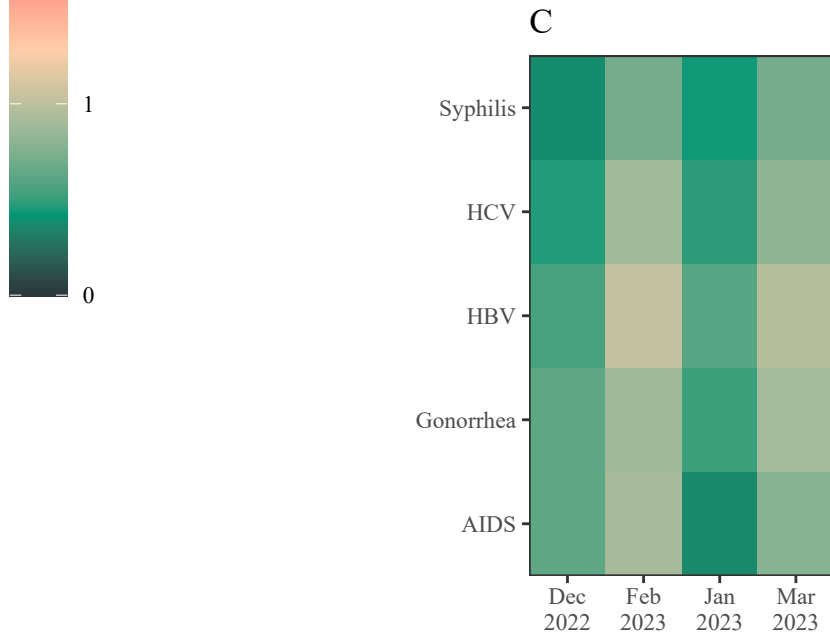 C
1
0
Syphilis
HCV
HBV
Gonorrhea
AIDS
Dec Feb Jan Mar
2022 2023 2023 2023